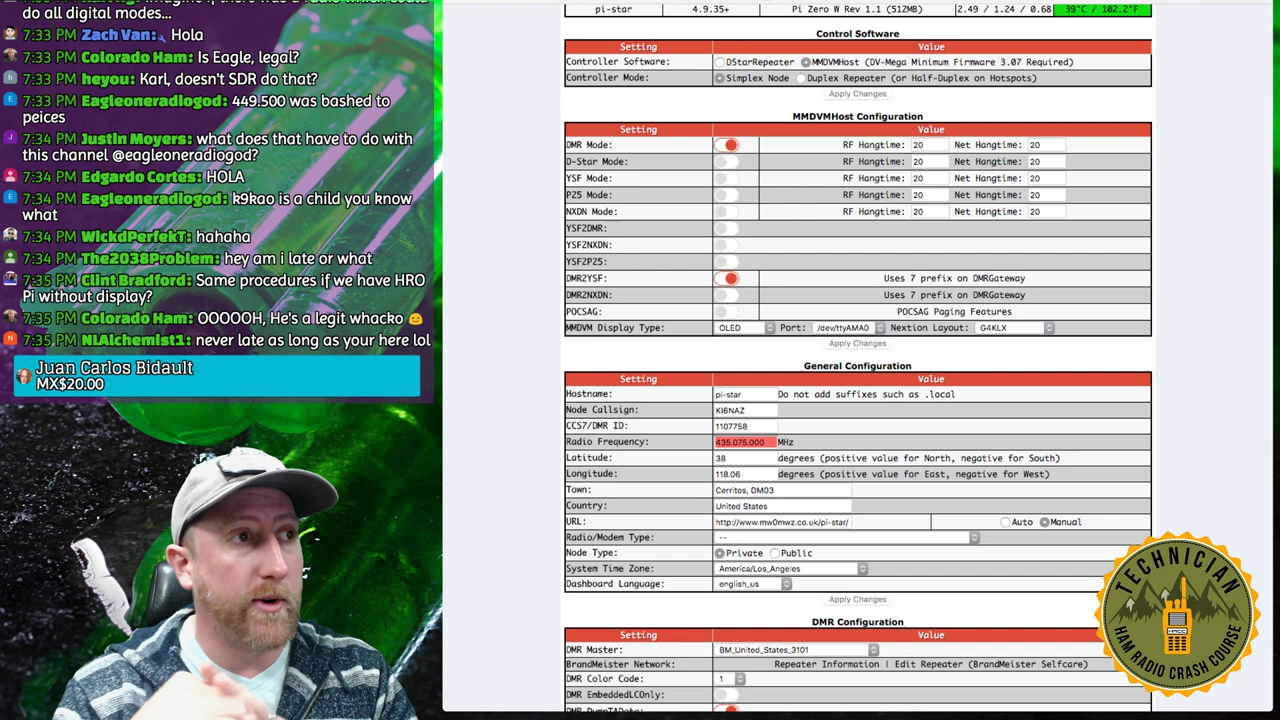 do all digital modes...
7:33 PM Zach Van: Hola
7:33 PM Colorado Ham: Is Eagle, legal?
7:33 PM heyou: Karl, doesn't SDR do that?
7:33 PM Eagleoneradiogod: 449.500 was bashed to
peices
7:34 PM Justin Moyers: what does that have to do with
this channel @eagleoneradiogod?
7:34 PM Edgardo Cortes: HOLA
7:34 PM Eagleoneradiogod: k9kao is a child you know
what
7:34 PM WickdPerfekT: hahaha
7:34 PM The2038Problem: hey am i late or what
7:35 PM Clint Bradford: Same procedures if we have HRO
Pi without display?
7:35 PM Colorado Ham: OOOOOH, He's a legit whacko
7:35 PM NLAlchemist1: never late as long as your here lol
Juan Carlos Bidault
MX$20.00
pi-star 4.9.35+ Pi Zero W Rev 1.1 (512MB) 2.49 / 1.24 / 0.68 39°C / 102.2°F
Control Software
Setting Value
Controller Software: DStarRepeater MMDVMHost (DV-Mega Minimum Firmware 3.07 Required)
Controller Mode: Simplex Node Duplex Repeater (or Half-Duplex on Hotspots)
Apply Changes
MMDVMHost Configuration
Setting Value
DMR Mode: RF Hangtime: 20 Net Hangtime: 20
D-Star Mode: RF Hangtime: 20 Net Hangtime: 20
YSF Mode: RF Hangtime: 20 Net Hangtime: 20
P25 Mode: RF Hangtime: 20 Net Hangtime: 20
NXDN Mode: RF Hangtime: 20 Net Hangtime: 20
YSF2DMR:
YSF2NXDN:
YSF2P25:
DMR2YSF: Uses 7 prefix on DMRGateway
DMR2NXDN: Uses 7 prefix on DMRGateway
POCSAG: POCSAG Paging Features
MMDVM Display Type: OLED Port: /dev/ttyAMA0 Nextion Layout: G4KLX
Apply Changes
General Configuration
Setting Value
Hostname: pi-star Do not add suffixes such as .local
Node Callsign: KI6NAZ
CCS7/DMR ID: 1107758
Radio Frequency: 435.075.000 MHz
Latitude: 38 degrees (positive value for North, negative for South)
Longitude: 118.06 degrees (positive value for East, negative for West)
Town: Cerritos, DM03
Country: United States
URL: http://www.mw0mwz.co.uk/pi-star/ Auto Manual
Radio/Modem Type: --
Node Type: Private Public
System Time Zone: America/Los_Angeles
Dashboard Language: english_us
Apply Changes
DMR Configuration
Setting Value
DMR Master: BM_United_States_3101
BrandMeister Network: Repeater Information | Edit Repeater (BrandMeister Selfcare)
DMR Color Code: 1
DMR EmbeddedLCOnly:
DMR DumpTAData:
TECHNICIAN
HAM RADIO CRASH COURSE